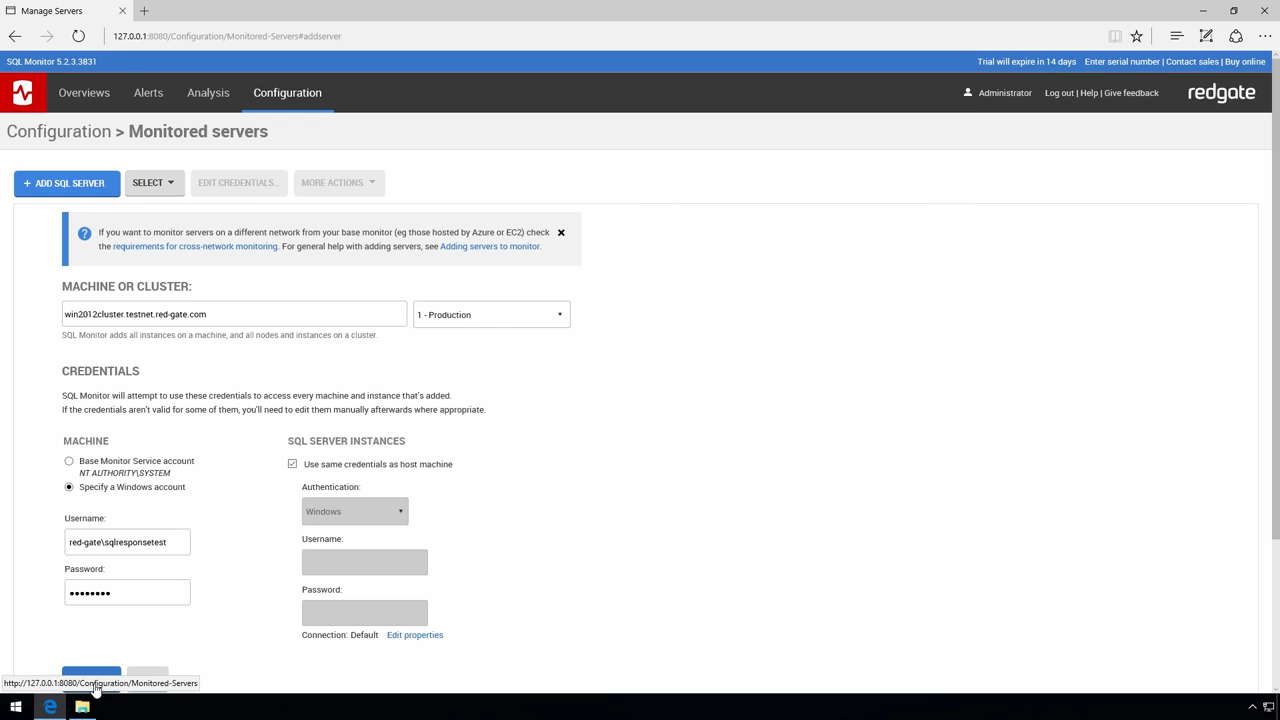 Manage Servers
127.0.0.1:8080/Configuration/Monitored-Servers#addserver
SQL Monitor 5.2.3.3831
Trial will expire in 14 days Enter serial number | Contact sales | Buy online
Overviews Alerts Analysis Configuration
Administrator Log out | Help | Give feedback
redgate
Configuration > Monitored servers
+ ADD SQL SERVER SELECT EDIT CREDENTIALS... MORE ACTIONS
If you want to monitor servers on a different network from your base monitor (eg those hosted by Azure or EC2) check
the requirements for cross-network monitoring. For general help with adding servers, see Adding servers to monitor.
MACHINE OR CLUSTER:
win2012cluster.testnet.red-gate.com 1 - Production
SQL Monitor adds all instances on a machine, and all nodes and instances on a cluster.
CREDENTIALS
SQL Monitor will attempt to use these credentials to access every machine and instance that's added.
If the credentials aren't valid for some of them, you'll need to edit them manually afterwards where appropriate.
MACHINE
Base Monitor Service account
NT AUTHORITY\SYSTEM
Specify a Windows account
Username:
red-gate\sqlresponsetest
Password:
••••••••
SQL SERVER INSTANCES
Use same credentials as host machine
Authentication:
Windows
Username:
Password:
Connection: Default Edit properties
http://127.0.0.1:8080/Configuration/Monitored-Servers